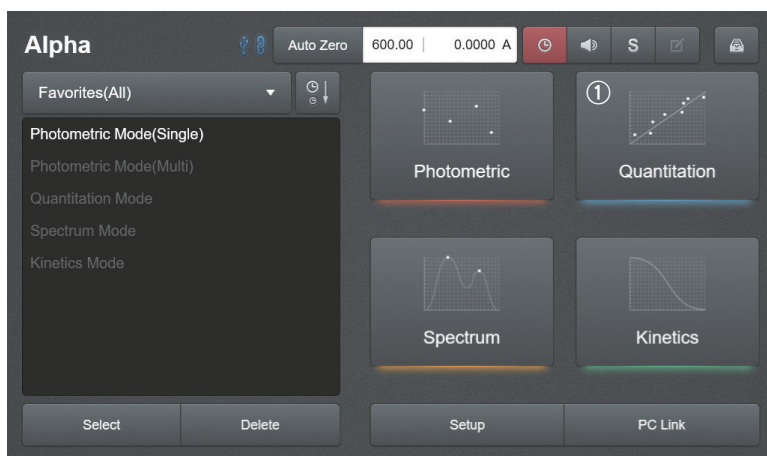 Alpha
Auto Zero
600.00 | 0.0000 A
S
Favorites(All)
Photometric Mode(Single)
Photometric Mode(Multi)
Quantitation Mode
Spectrum Mode
Kinetics Mode
Select
Delete
Photometric
①
Quantitation
Spectrum
Kinetics
Setup
PC Link